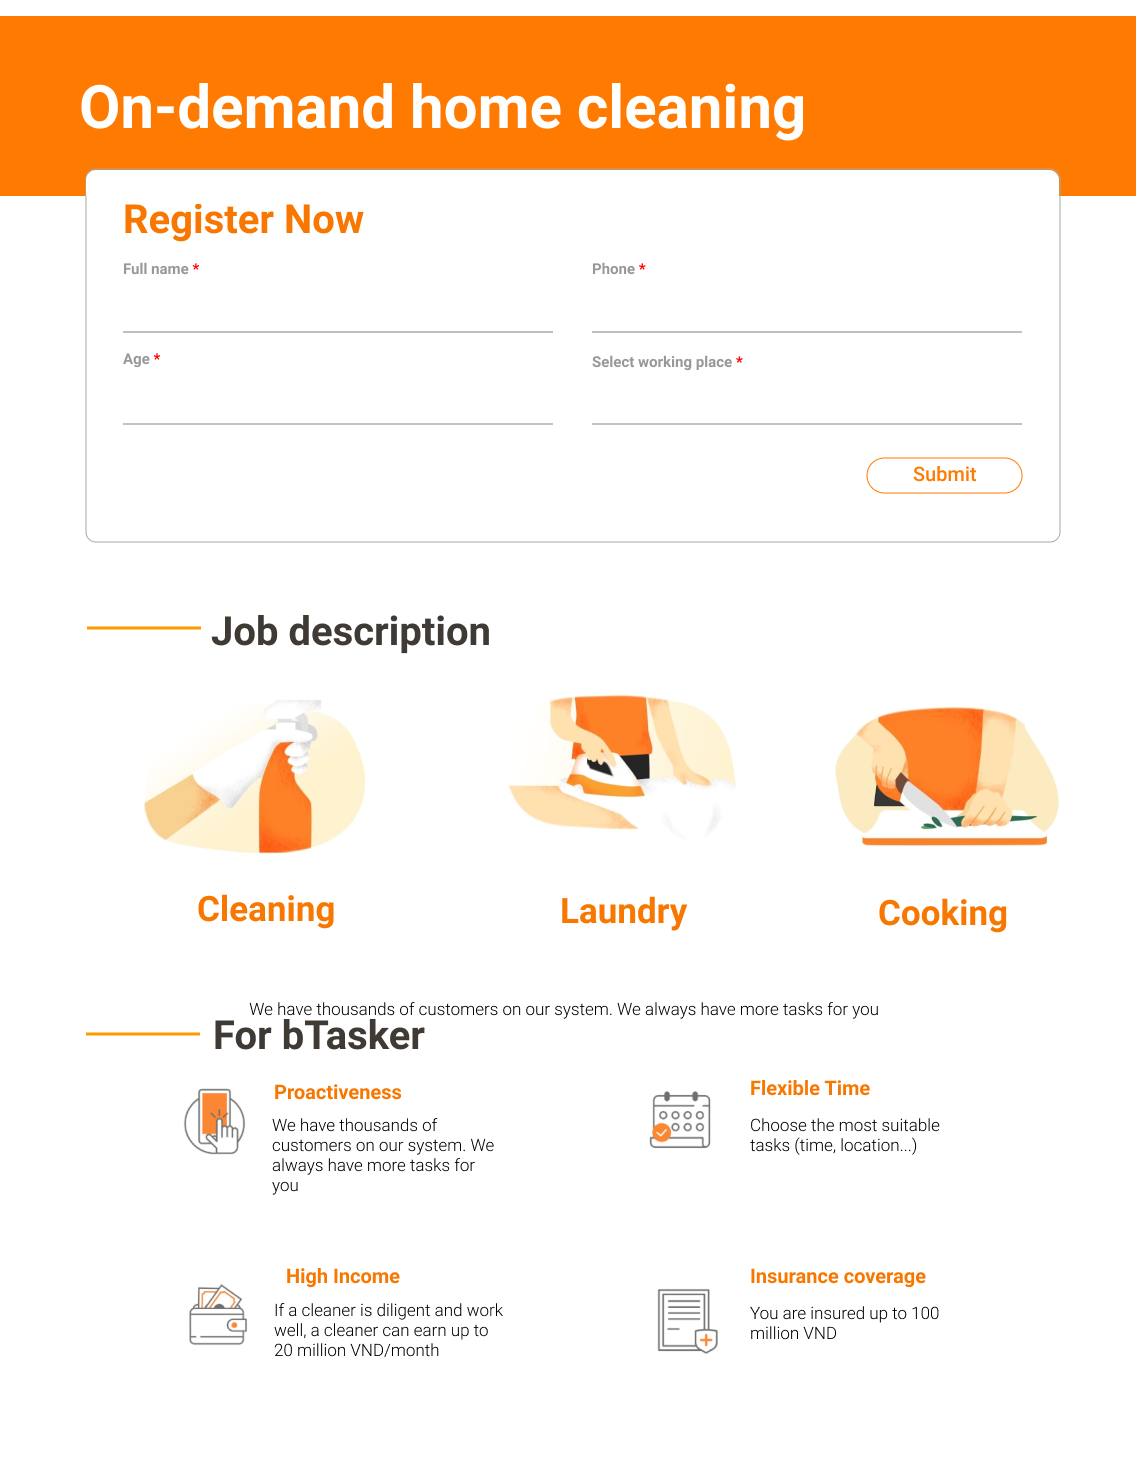 On-demand home cleaning
Register Now
Full name *
Phone *
Age *
Select working place *
Submit
Job description
Cleaning
Laundry
Cooking
We have thousands of customers on our system. We always have more tasks for you
For bTasker
Proactiveness
We have thousands of
customers on our system. We
always have more tasks for
you
Flexible Time
Choose the most suitable
tasks (time, location...)
High Income
If a cleaner is diligent and work
well, a cleaner can earn up to
20 million VND/month
Insurance coverage
You are insured up to 100
million VND